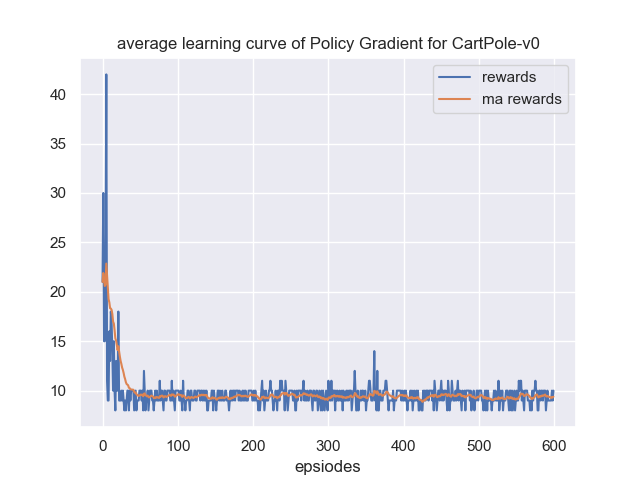 average learning curve of Policy Gradient for CartPole-v0
rewards
ma rewards
40
35
30
25
20
15
10
0 100 200 300 400 500 600
epsiodes